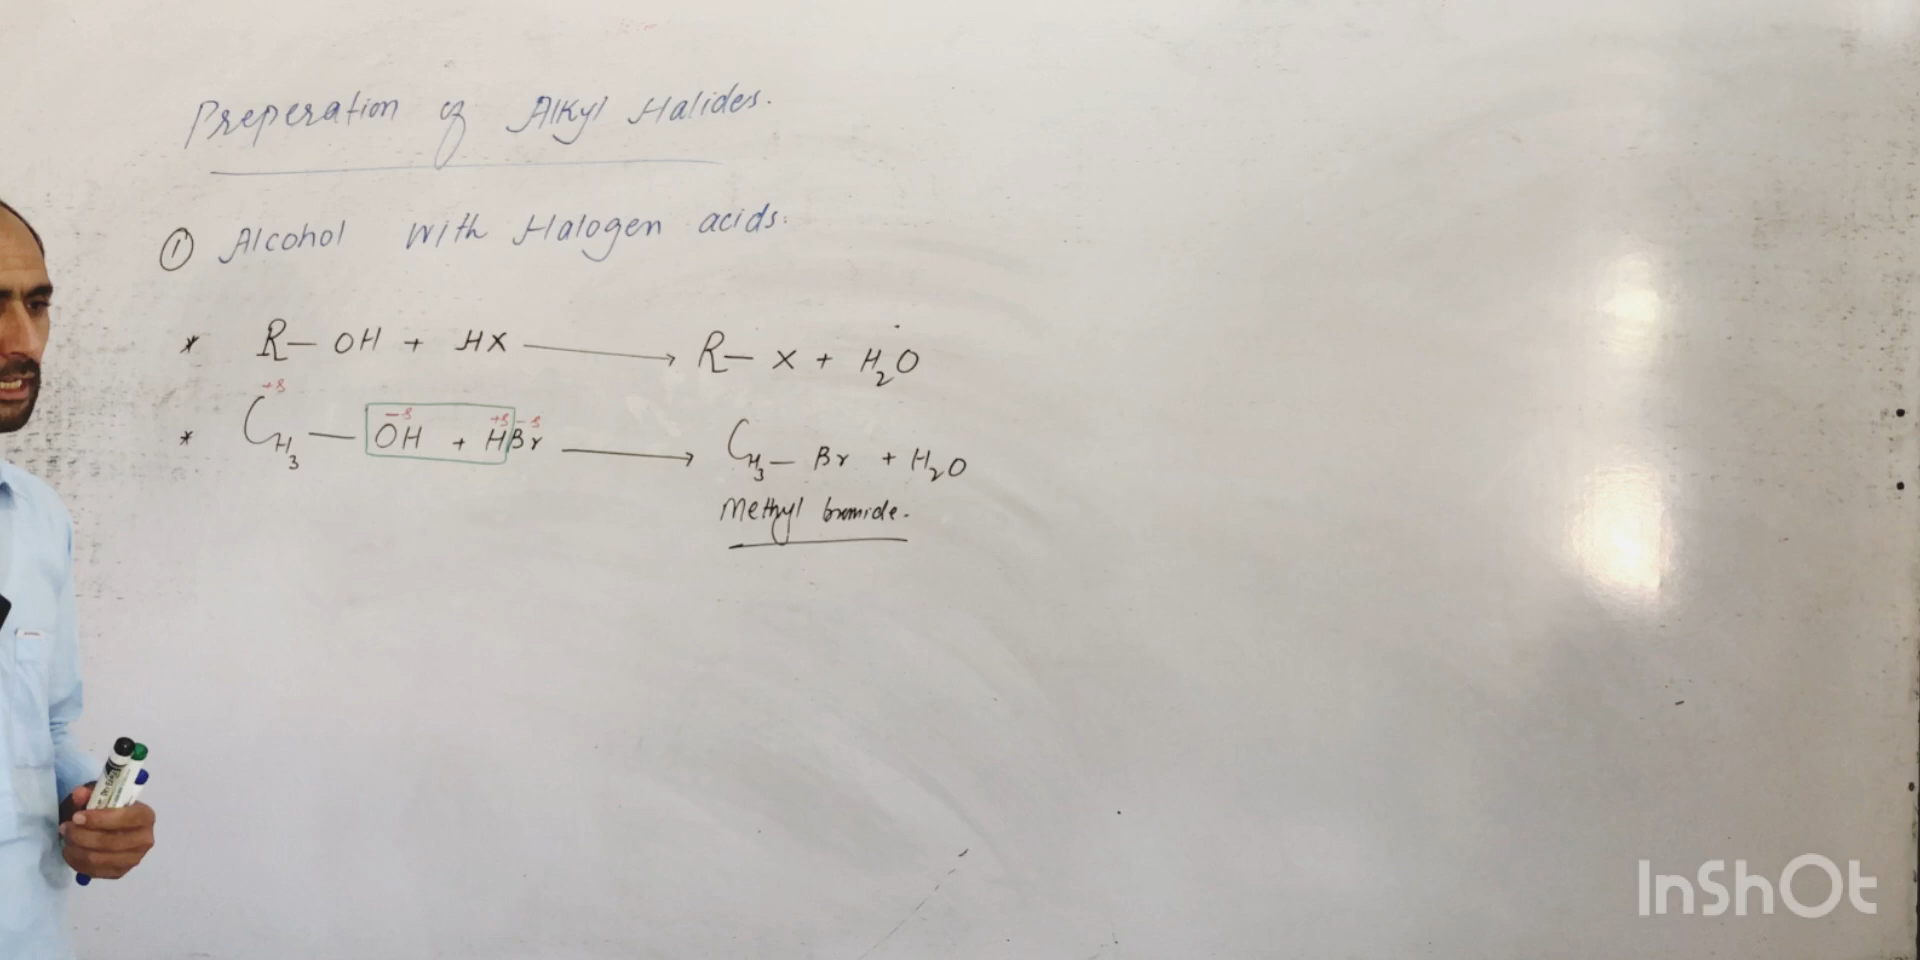 Preperation of Alkyl Halides.
① Alcohol with Halogen acids.
* R— OH + HX ⟶ R— X + H₂O
+δ −δ +δ −δ
* CH₃ — OH + HBr ⟶ CH₃— Br + H₂O
Methyl bromide.
InShOt